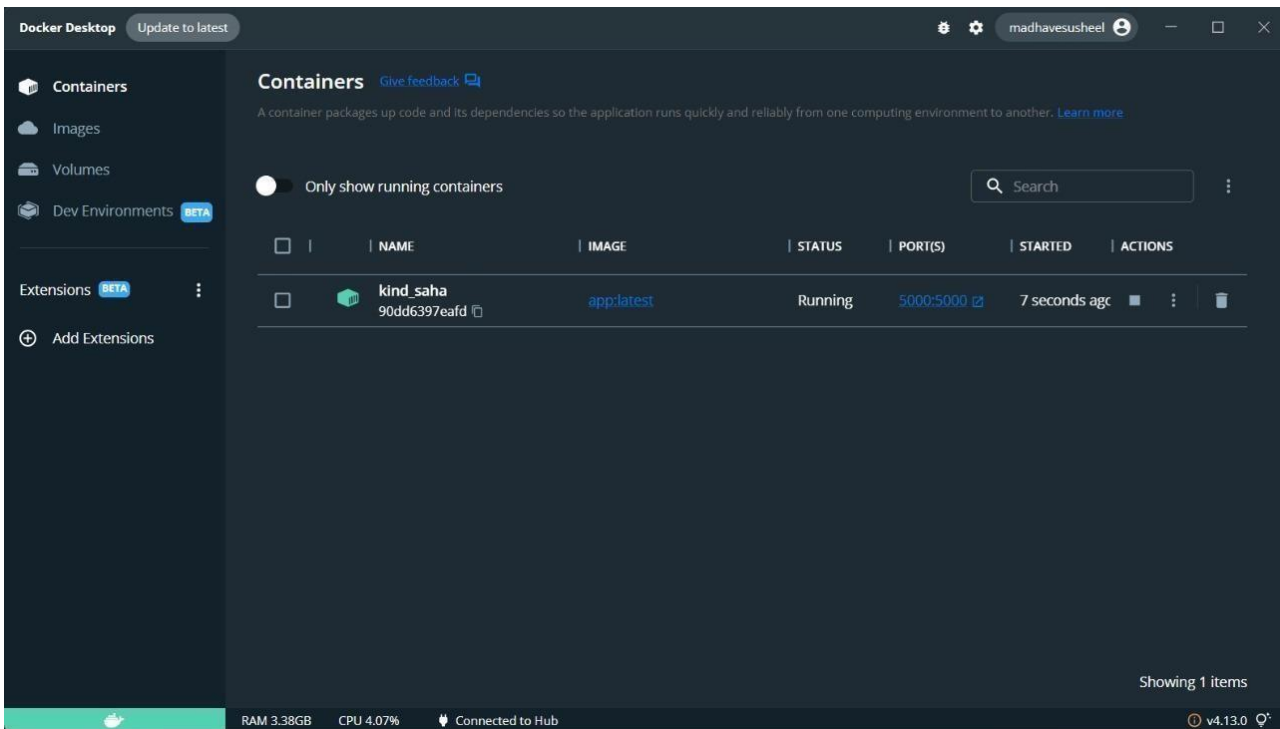 Docker Desktop Update to latest madhavesusheel
Containers
Images
Volumes
Dev Environments BETA
Extensions BETA
Add Extensions
Containers Give feedback
A container packages up code and its dependencies so the application runs quickly and reliably from one computing environment to another. Learn more
Only show running containers Search
NAME IMAGE STATUS PORT(S) STARTED ACTIONS
kind_saha app:latest Running 5000:5000 7 seconds agc
90dd6397eafd
Showing 1 items
RAM 3.38GB CPU 4.07% Connected to Hub v4.13.0